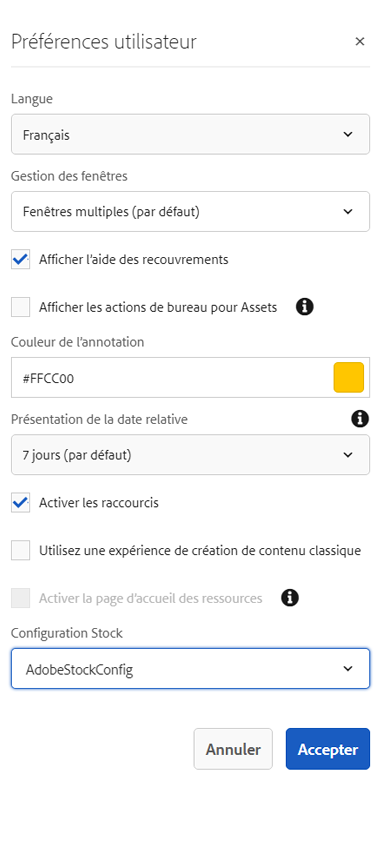 Préférences utilisateur
Langue
Français
Gestion des fenêtres
Fenêtres multiples (par défaut)
Afficher l'aide des recouvrements
Afficher les actions de bureau pour Assets
Couleur de l'annotation
#FFCC00
Présentation de la date relative
7 jours (par défaut)
Activer les raccourcis
Utilisez une expérience de création de contenu classique
Activer la page d'accueil des ressources
Configuration Stock
AdobeStockConfig
Annuler Accepter